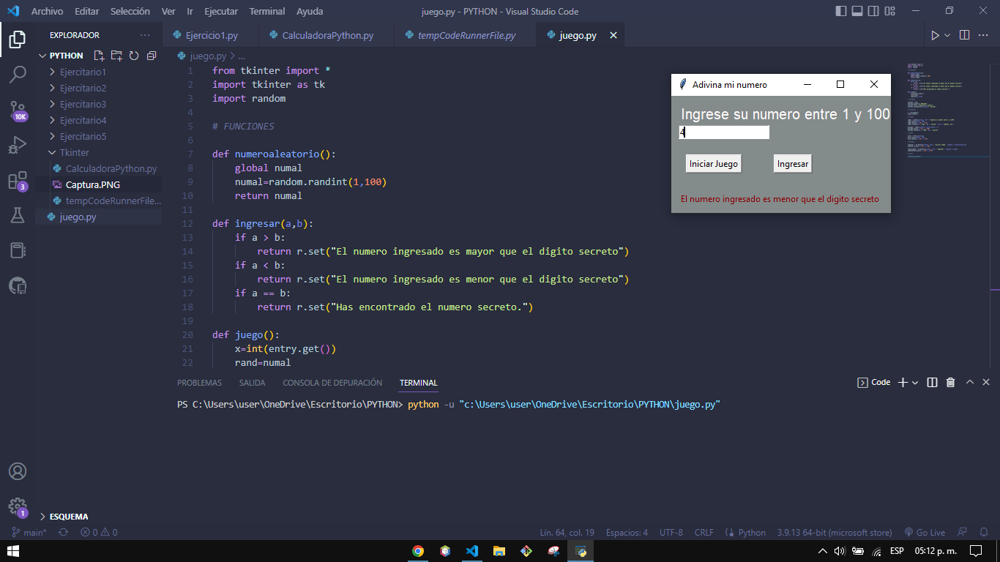 Archivo Editar Selección Ver Ir Ejecutar Terminal Ayuda
juego.py - PYTHON - Visual Studio Code
EXPLORADOR ...
PYTHON
Ejercitario1
Ejercitario2
Ejercitario3
Ejercitario4
Ejercitario5
Tkinter
CalculadoraPython.py
Captura.PNG
tempCodeRunnerFile...
juego.py
ESQUEMA
10K
3
1
Ejercicio1.py CalculadoraPython.py tempCodeRunnerFile.py juego.py
juego.py > ...
1 from tkinter import *
2 import tkinter as tk
3 import random
4
5 # FUNCIONES
6
7 def numeroaleatorio():
8 global numal
9 numal=random.randint(1,100)
10 return numal
11
12 def ingresar(a,b):
13 if a > b:
14 return r.set("El numero ingresado es mayor que el digito secreto")
15 if a < b:
16 return r.set("El numero ingresado es menor que el digito secreto")
17 if a == b:
18 return r.set("Has encontrado el numero secreto.")
19
20 def juego():
21 x=int(entry.get())
22 rand=numal
Adivina mi numero
Ingrese su numero entre 1 y 100
4
Iniciar Juego Ingresar
El numero ingresado es menor que el digito secreto
PROBLEMAS SALIDA CONSOLA DE DEPURACIÓN TERMINAL
Code
PS C:\Users\user\OneDrive\Escritorio\PYTHON> python -u "c:\Users\user\OneDrive\Escritorio\PYTHON\juego.py"
main* 0 0 Lín. 64, col. 19 Espacios: 4 UTF-8 CRLF Python 3.9.13 64-bit (microsoft store) Go Live
ESP 05:12 p. m.